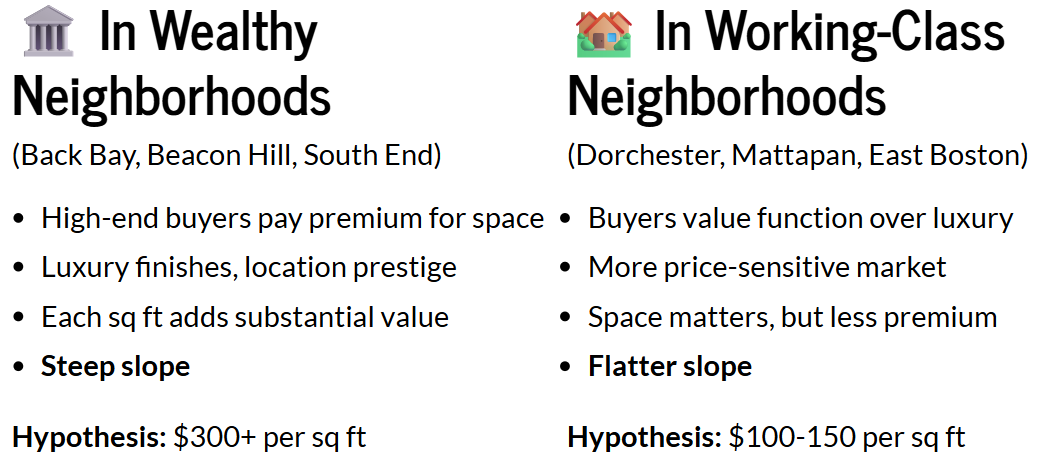 In Wealthy
Neighborhoods
(Back Bay, Beacon Hill, South End)
• High-end buyers pay premium for space
• Luxury finishes, location prestige
• Each sq ft adds substantial value
• Steep slope
Hypothesis: $300+ per sq ft
In Working-Class
Neighborhoods
(Dorchester, Mattapan, East Boston)
• Buyers value function over luxury
• More price-sensitive market
• Space matters, but less premium
• Flatter slope
Hypothesis: $100-150 per sq ft